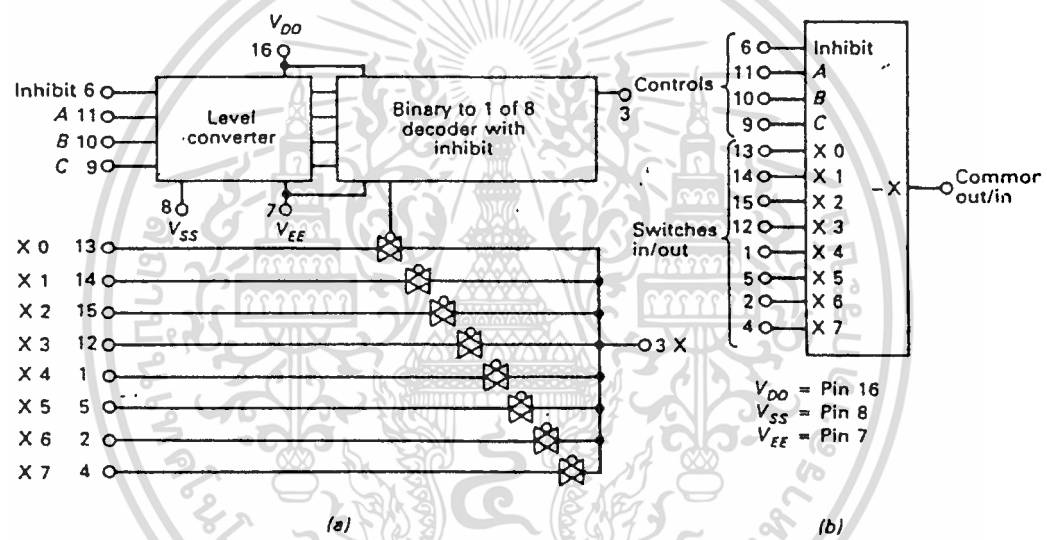 V_DD
16
Inhibit 6
A 11
B 10
C 9
Level
converter
Binary to 1 of 8
decoder with
inhibit
3
8
V_SS
7
V_EE
X 0 13
X 1 14
X 2 15
X 3 12
X 4 1
X 5 5
X 6 2
X 7 4
3 X
(a)
Controls
6 Inhibit
11 A
10 B
9 C
Switches
in/out
13 X 0
14 X 1
15 X 2
12 X 3
1 X 4
5 X 5
2 X 6
4 X 7
X
Common
out/in
V_DD = Pin 16
V_SS = Pin 8
V_EE = Pin 7
(b)